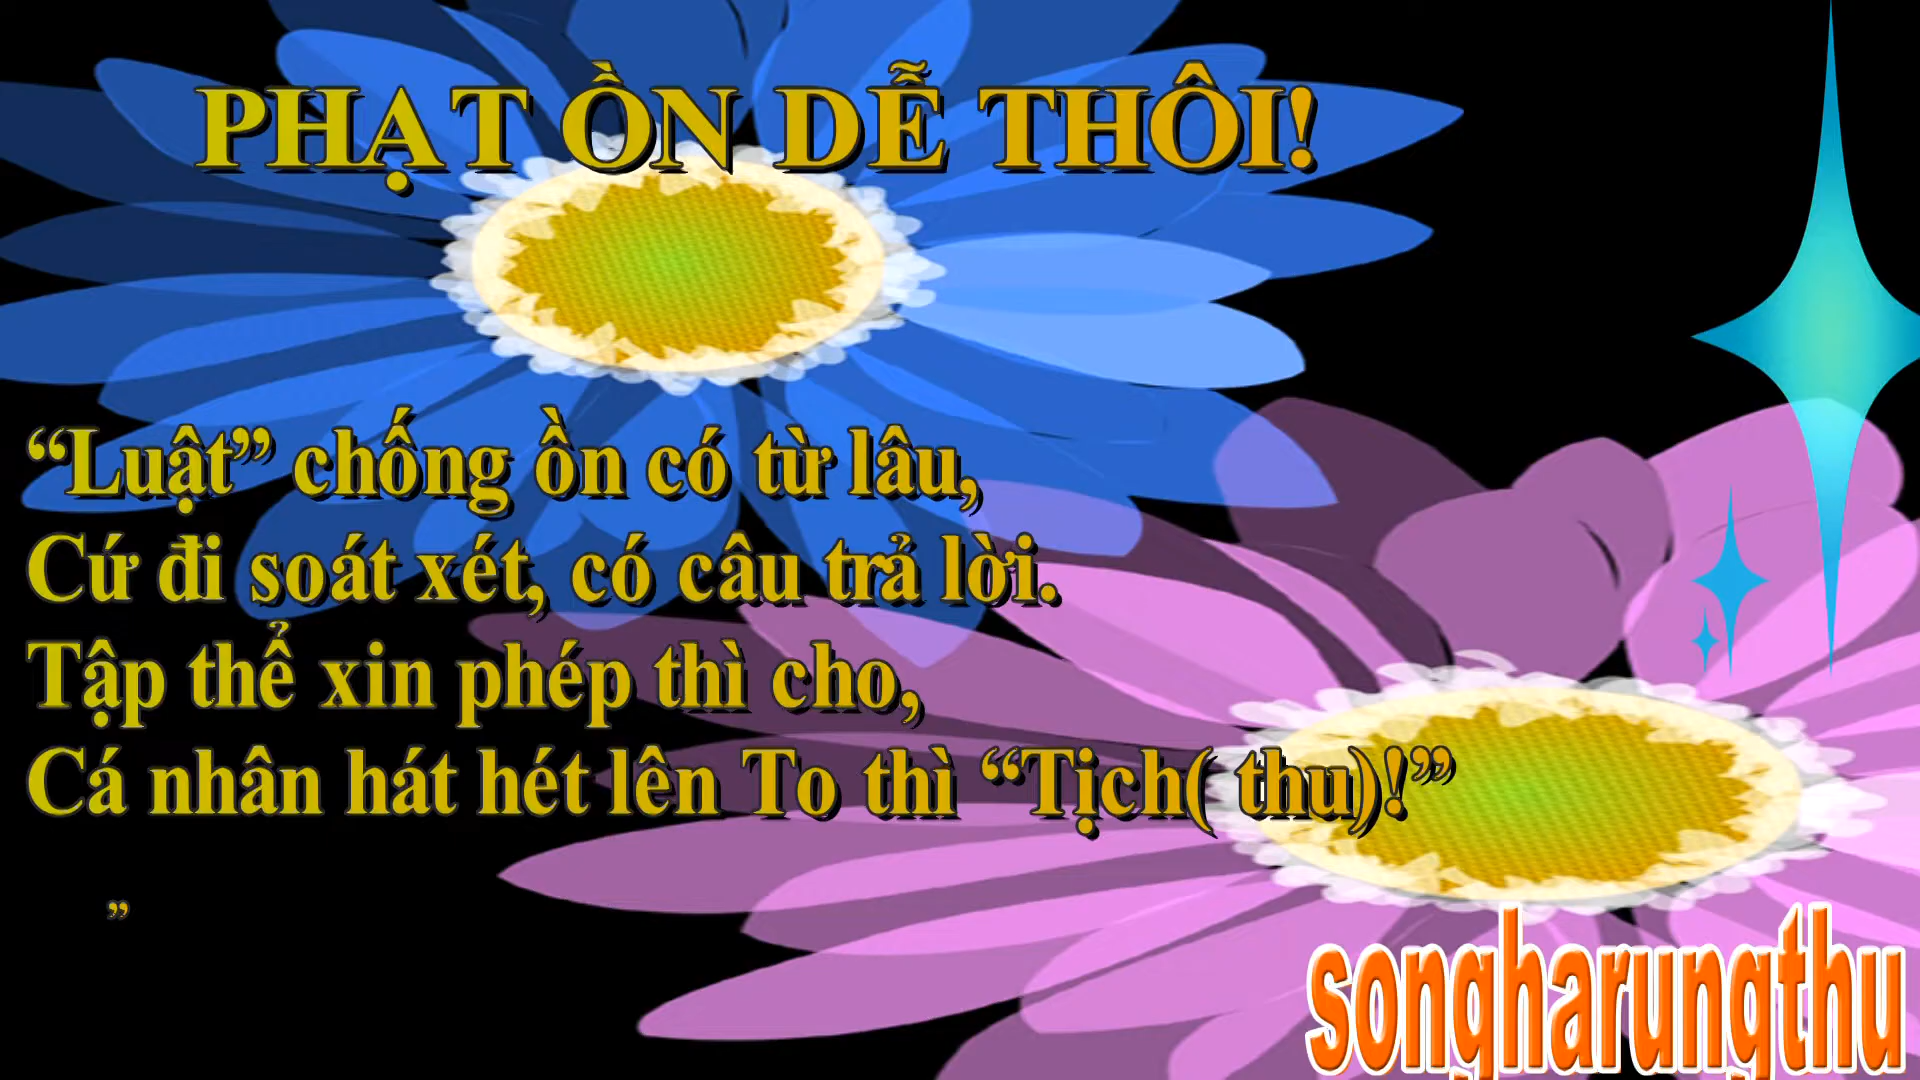 PHẠT ỒN DỄ THÔI!
“Luật” chống ồn có từ lâu,
Cứ đi soát xét, có câu trả lời.
Tập thể xin phép thì cho,
Cá nhân hát hét lên To thì “Tịch( thu)!”
”
songharungthu